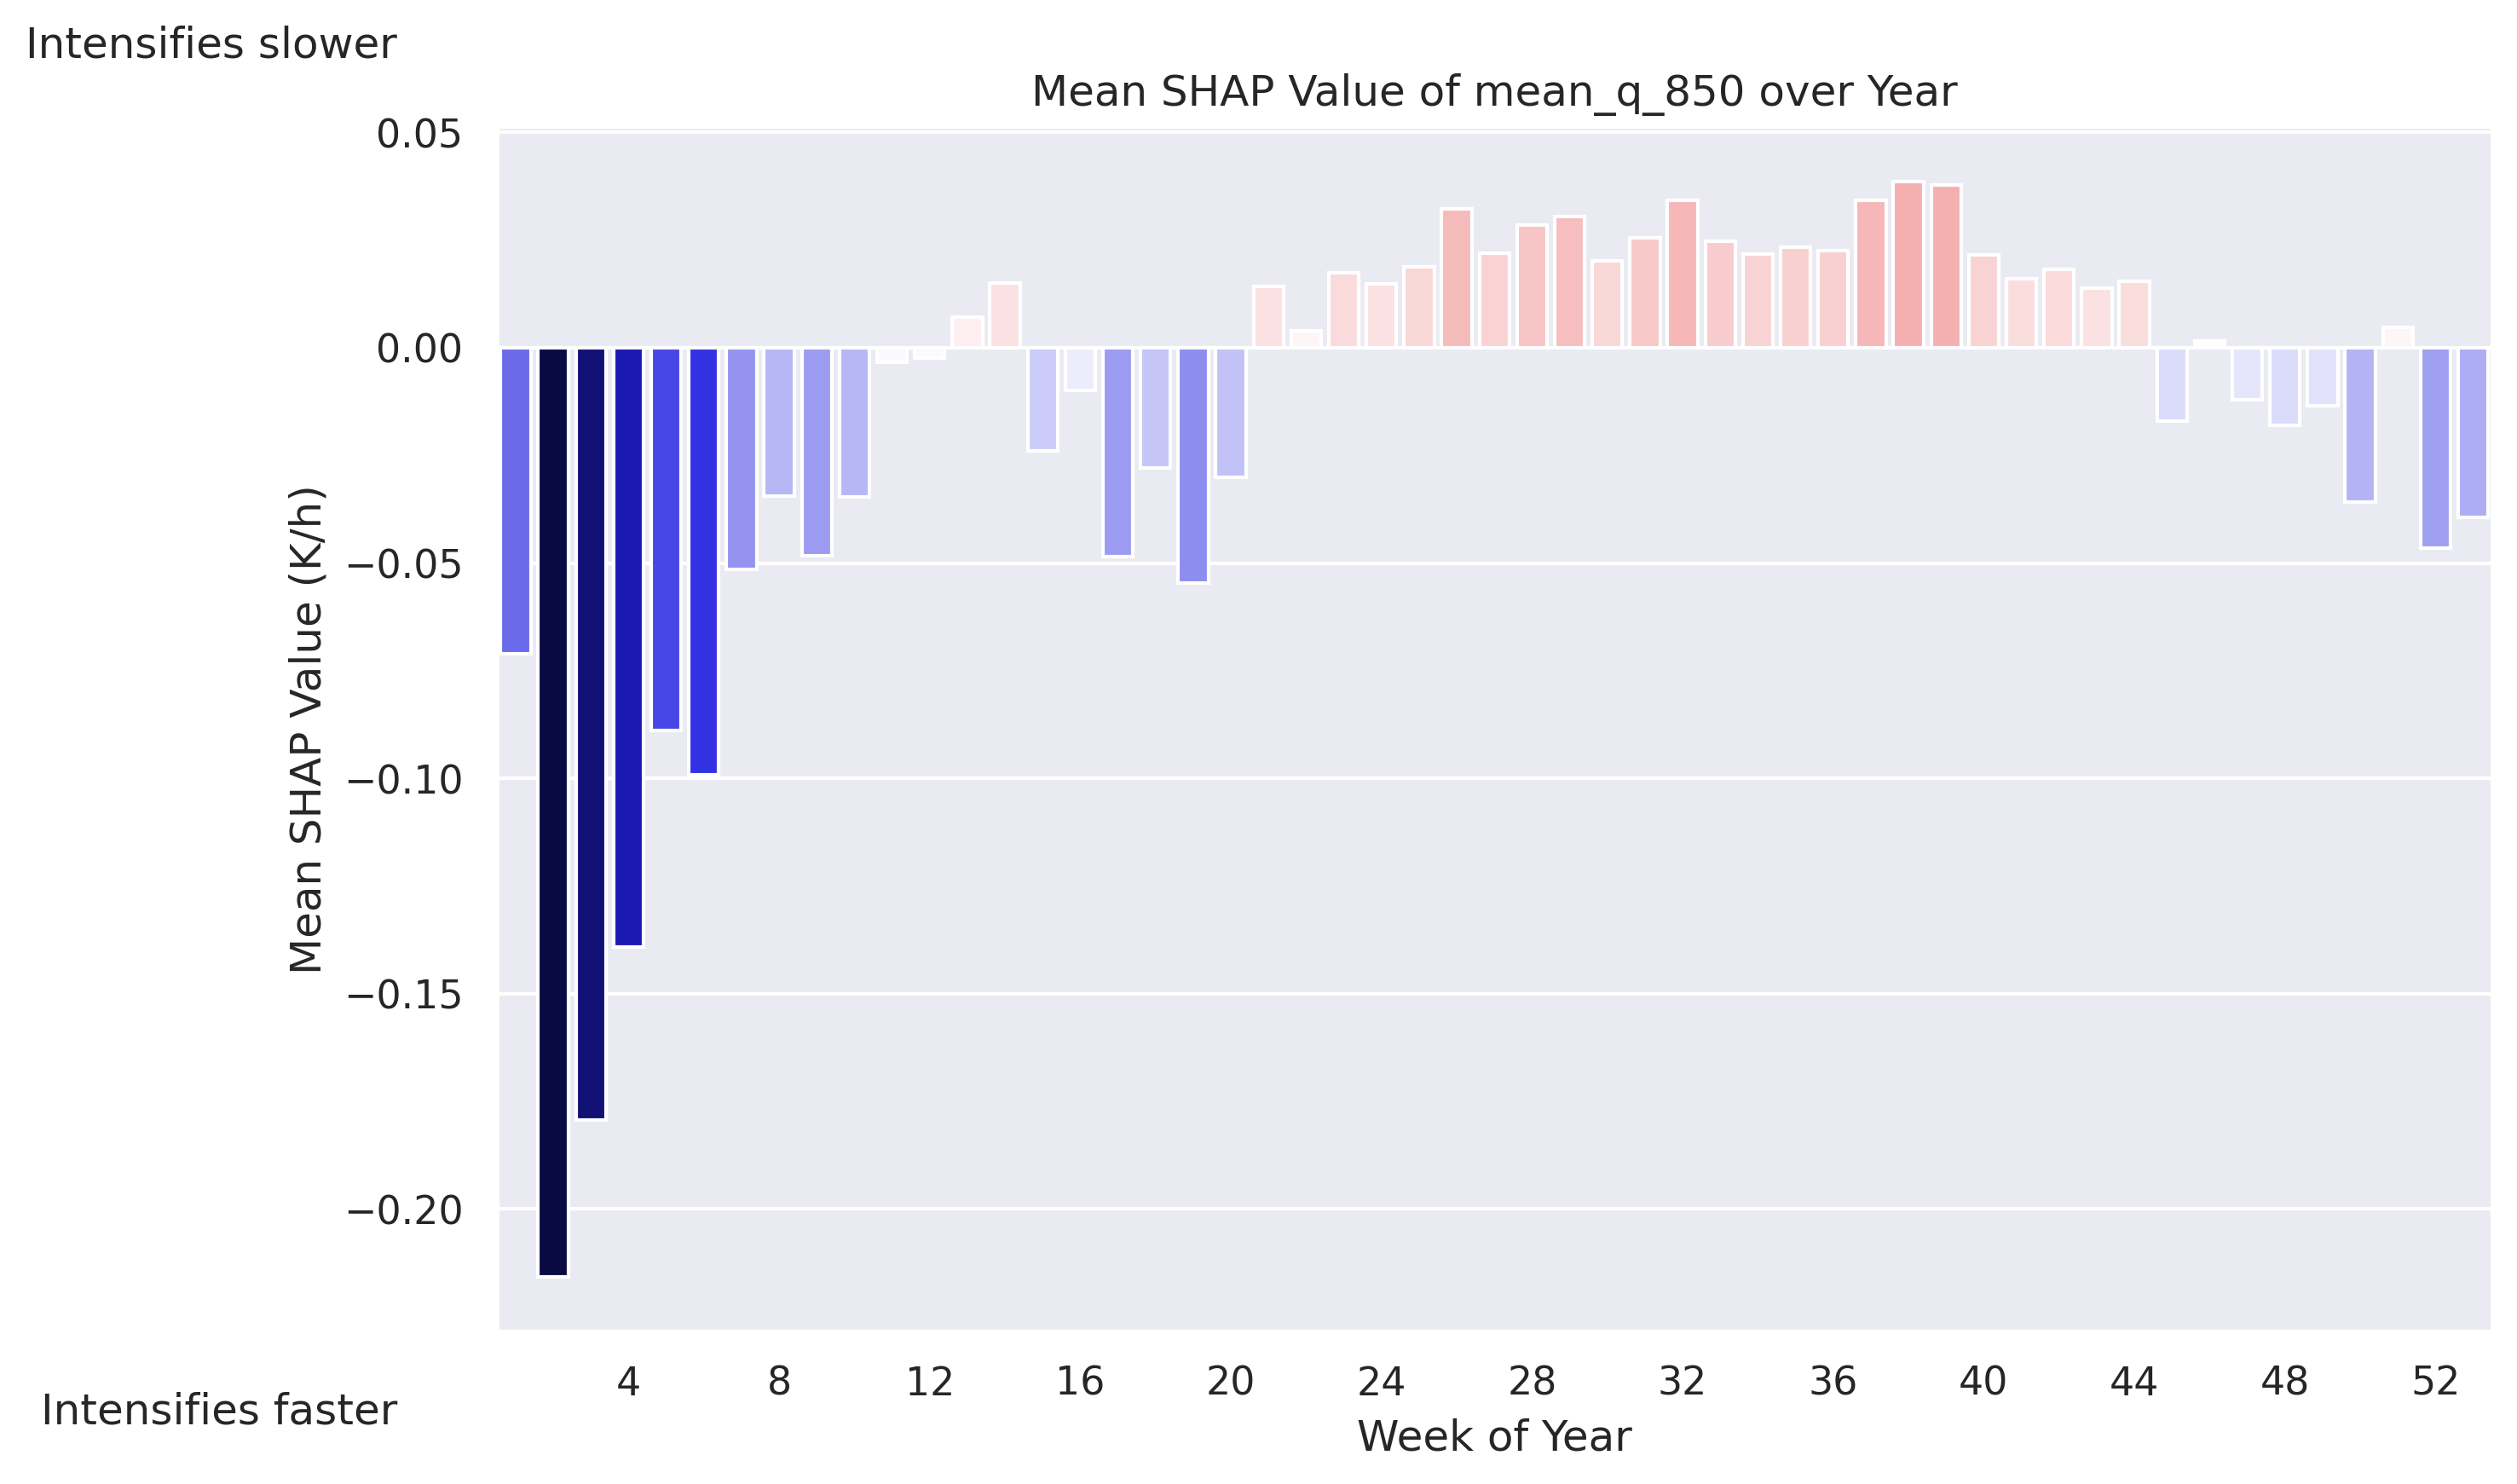 Intensifies slower
Mean SHAP Value of mean_q_850 over Year
0.05
0.00
−0.05
−0.10
−0.15
−0.20
Mean SHAP Value (K/h)
4 8 12 16 20 24 28 32 36 40 44 48 52
Intensifies faster
Week of Year